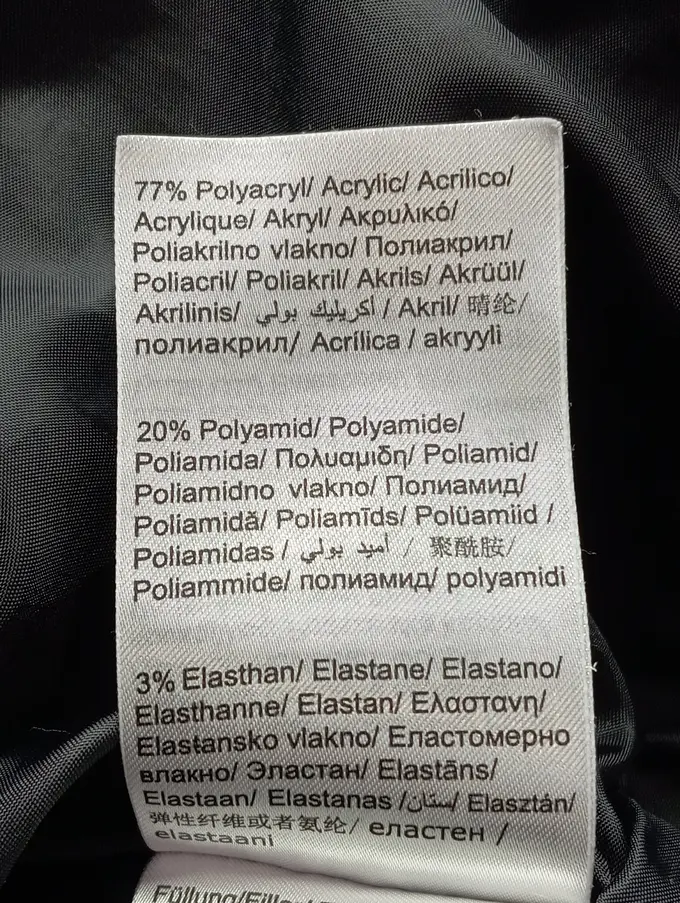 77% Polyacryl/ Acrylic/ Acrilico/
Acrylique/ Akryl/ Ακρυλικό/
Poliakrilno vlakno/ Полиакрил/
Poliacril/ Poliakril/ Akrils/ Akrüül/
Akrilinis/ أكريليك بولي / Akril/ 晴纶/
полиакрил/ Acrílica / akryyli
20% Polyamid/ Polyamide/
Poliamida/ Πολυαμιδη/ Poliamid/
Poliamidno vlakno/ Полиамид/
Poliamidă/ Poliamīds/ Polüamiid /
Poliamidas / أميد بولي / 聚酰胺/
Poliammide/ полиамид/ polyamidi
3% Elasthan/ Elastane/ Elastano/
Elasthanne/ Elastan/ Ελαστανη/
Elastansko vlakno/ Еластомерно
влакно/ Эластан/ Elastāns/
Elastaan/ Elastanas /ستان/ Elasztán/
弹性纤维或者氨纶/ еластен /
elastaani
Füllung/